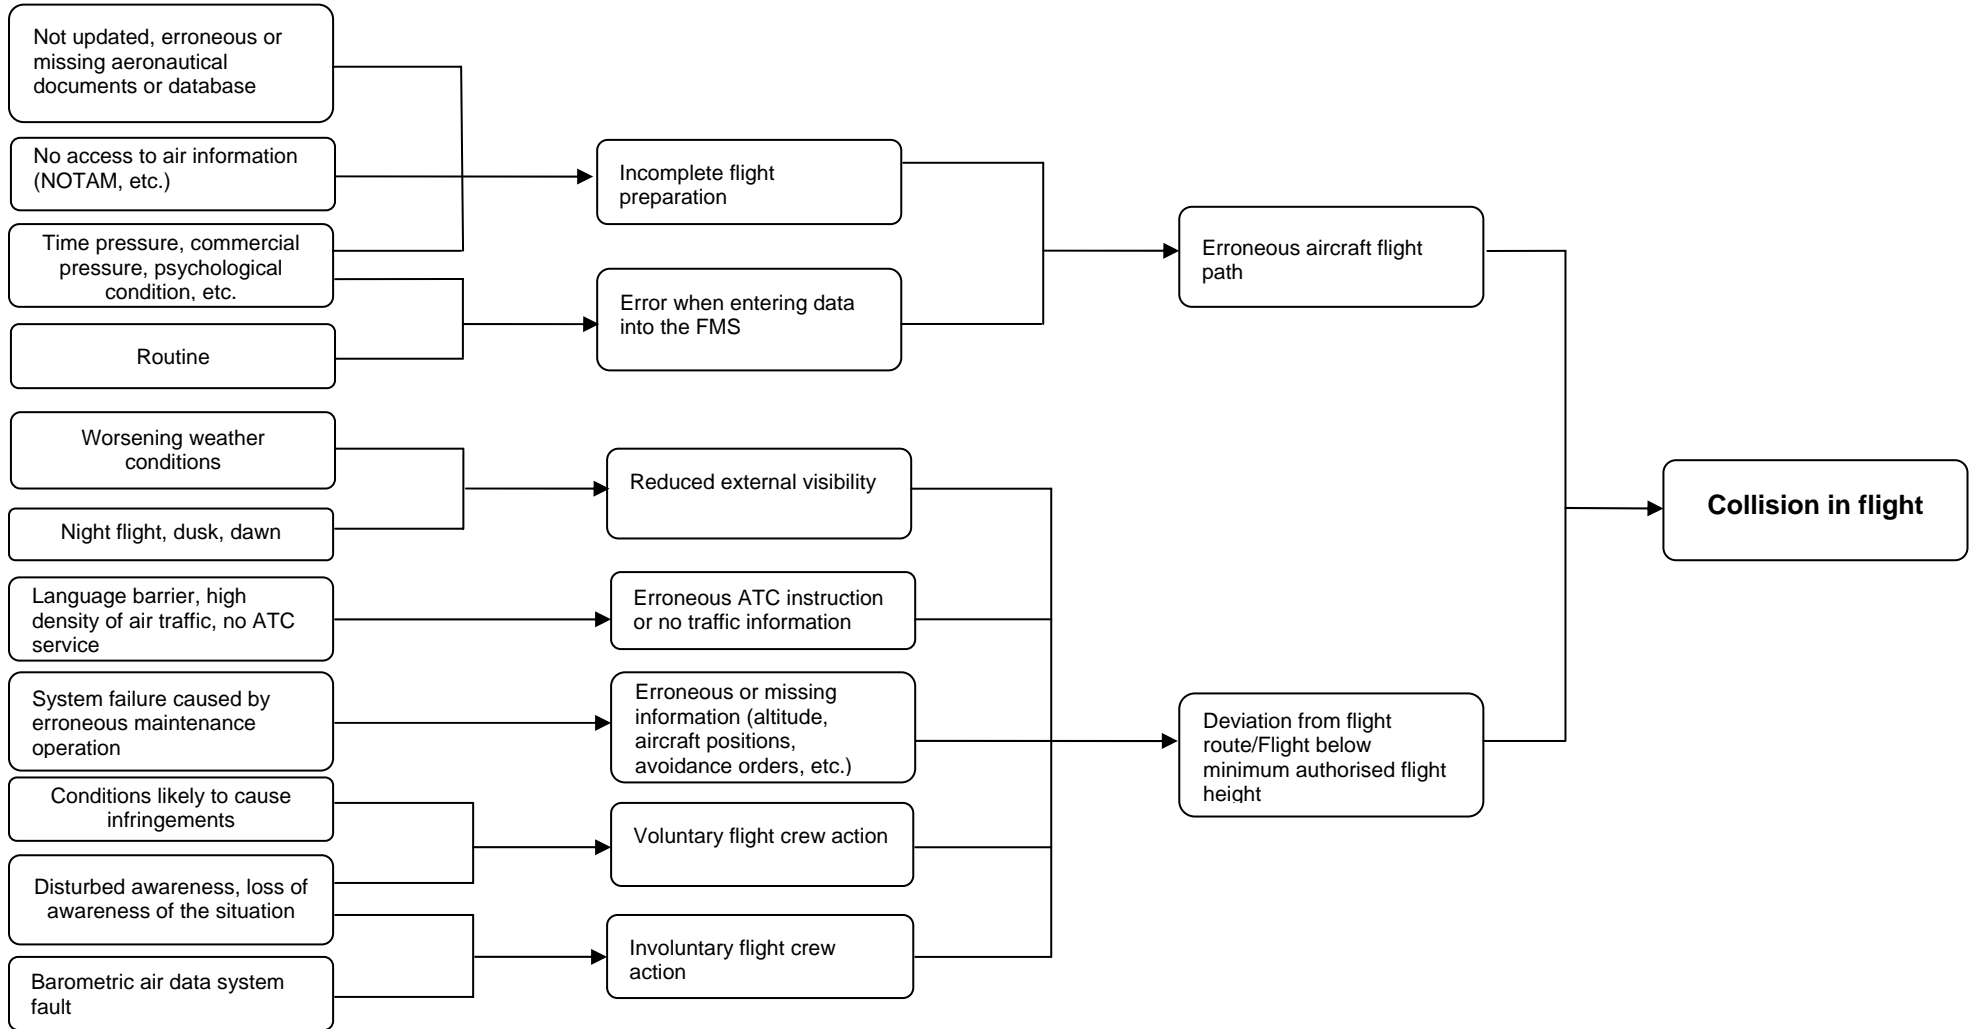 Not updated, erroneous or
missing aeronautical
documents or database
No access to air information
(NOTAM, etc.)
Time pressure, commercial
pressure, psychological
condition, etc.
Routine
Worsening weather
conditions
Night flight, dusk, dawn
Language barrier, high
density of air traffic, no ATC
service
System failure caused by
erroneous maintenance
operation
Conditions likely to cause
infringements
Disturbed awareness, loss of
awareness of the situation
Barometric air data system
fault
Incomplete flight
preparation
Error when entering data
into the FMS
Reduced external visibility
Erroneous ATC instruction
or no traffic information
Erroneous or missing
information (altitude,
aircraft positions,
avoidance orders, etc.)
Voluntary flight crew action
Involuntary flight crew
action
Erroneous aircraft flight
path
Deviation from flight
route/Flight below
minimum authorised flight
height
Collision in flight